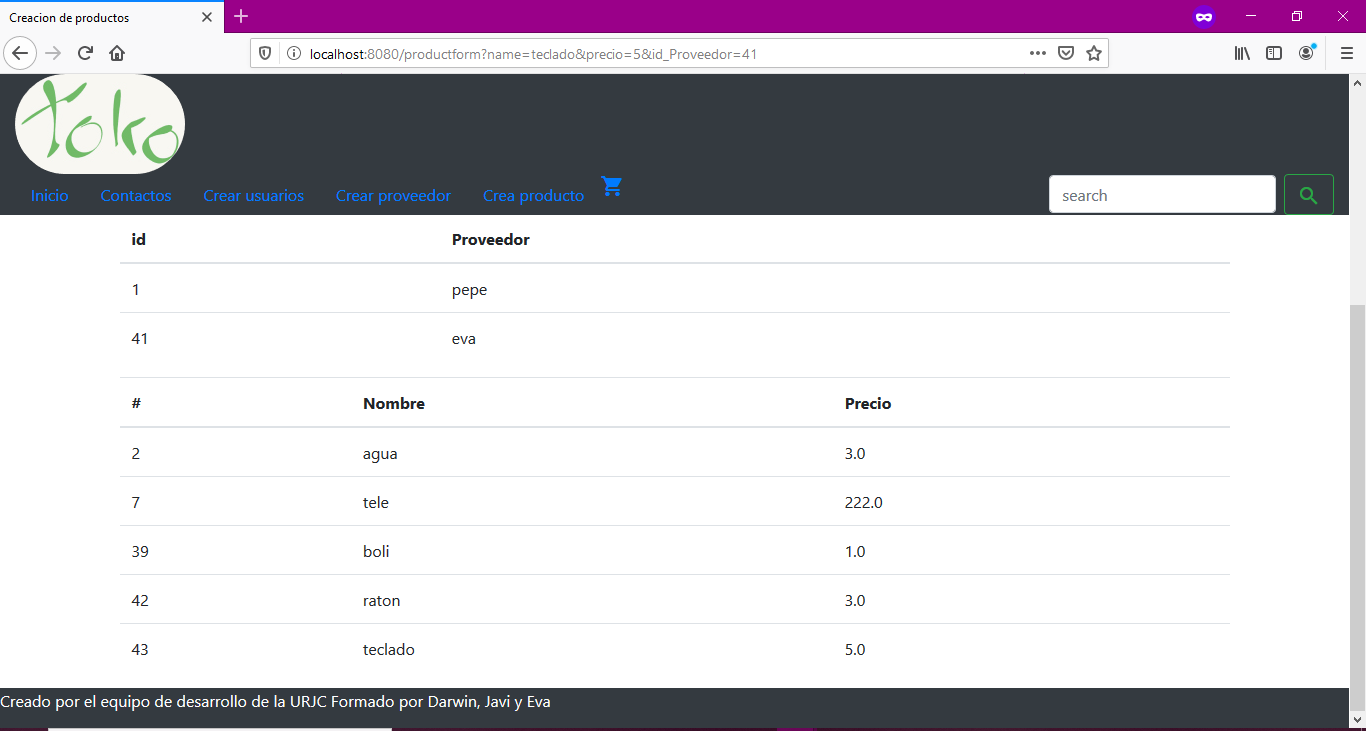 Creacion de productos
localhost:8080/productform?name=teclado&precio=5&id_Proveedor=41
toko
Inicio Contactos Crear usuarios Crear proveedor Crea producto search
id Proveedor
1 pepe
41 eva
# Nombre Precio
2 agua 3.0
7 tele 222.0
39 boli 1.0
42 raton 3.0
43 teclado 5.0
Creado por el equipo de desarrollo de la URJC Formado por Darwin, Javi y Eva